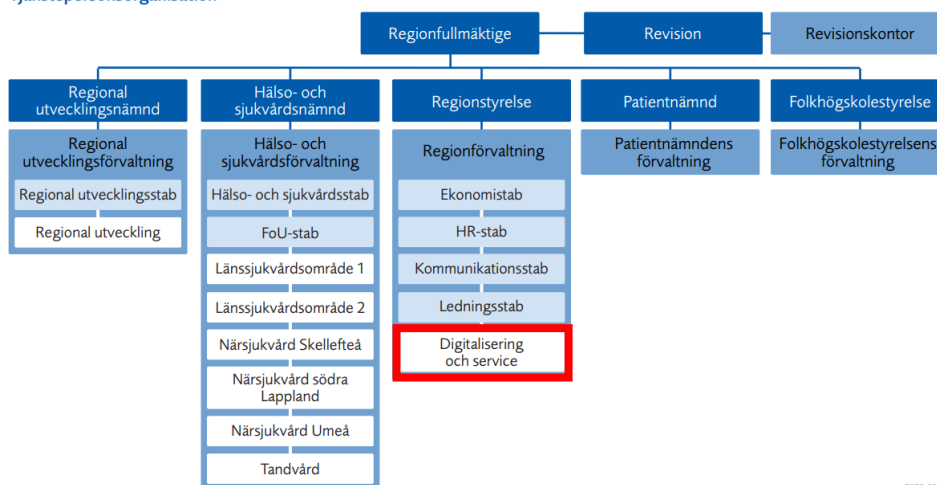 Tjänstepersonsorganisation
Regionfullmäktige
Revision
Revisionskontor
Regional
utvecklingsnämnd
Hälso- och
sjukvårdsnämnd
Regionstyrelse
Patientnämnd
Folkhögskolestyrelse
Regional
utvecklingsförvaltning
Regional utvecklingsstab
Regional utveckling
Hälso- och
sjukvårdsförvaltning
Hälso- och sjukvårdsstab
FoU-stab
Länssjukvårdsområde 1
Länssjukvårdsområde 2
Närsjukvård Skellefteå
Närsjukvård södra
Lappland
Närsjukvård Umeå
Tandvård
Regionförvaltning
Ekonomistab
HR-stab
Kommunikationsstab
Ledningsstab
Digitalisering
och service
Patientnämndens
förvaltning
Folkhögskolestyrelsens
förvaltning